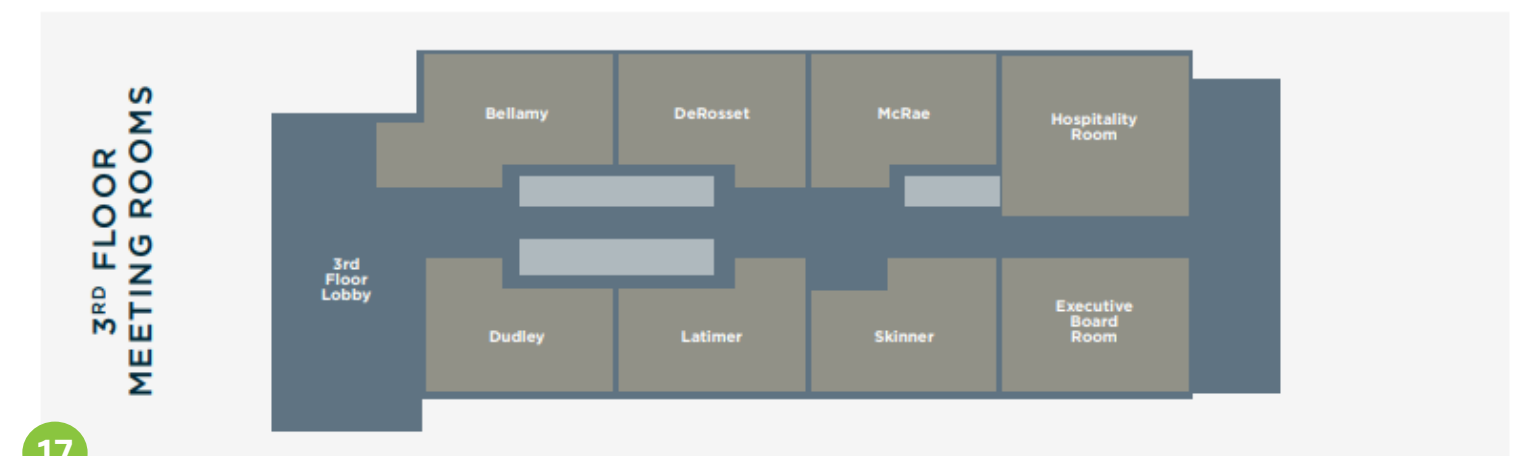 3RD FLOOR
MEETING ROOMS
Bellamy
DeRosset
McRae
Hospitality
Room
3rd
Floor
Lobby
Dudley
Latimer
Skinner
Executive
Board
Room
17